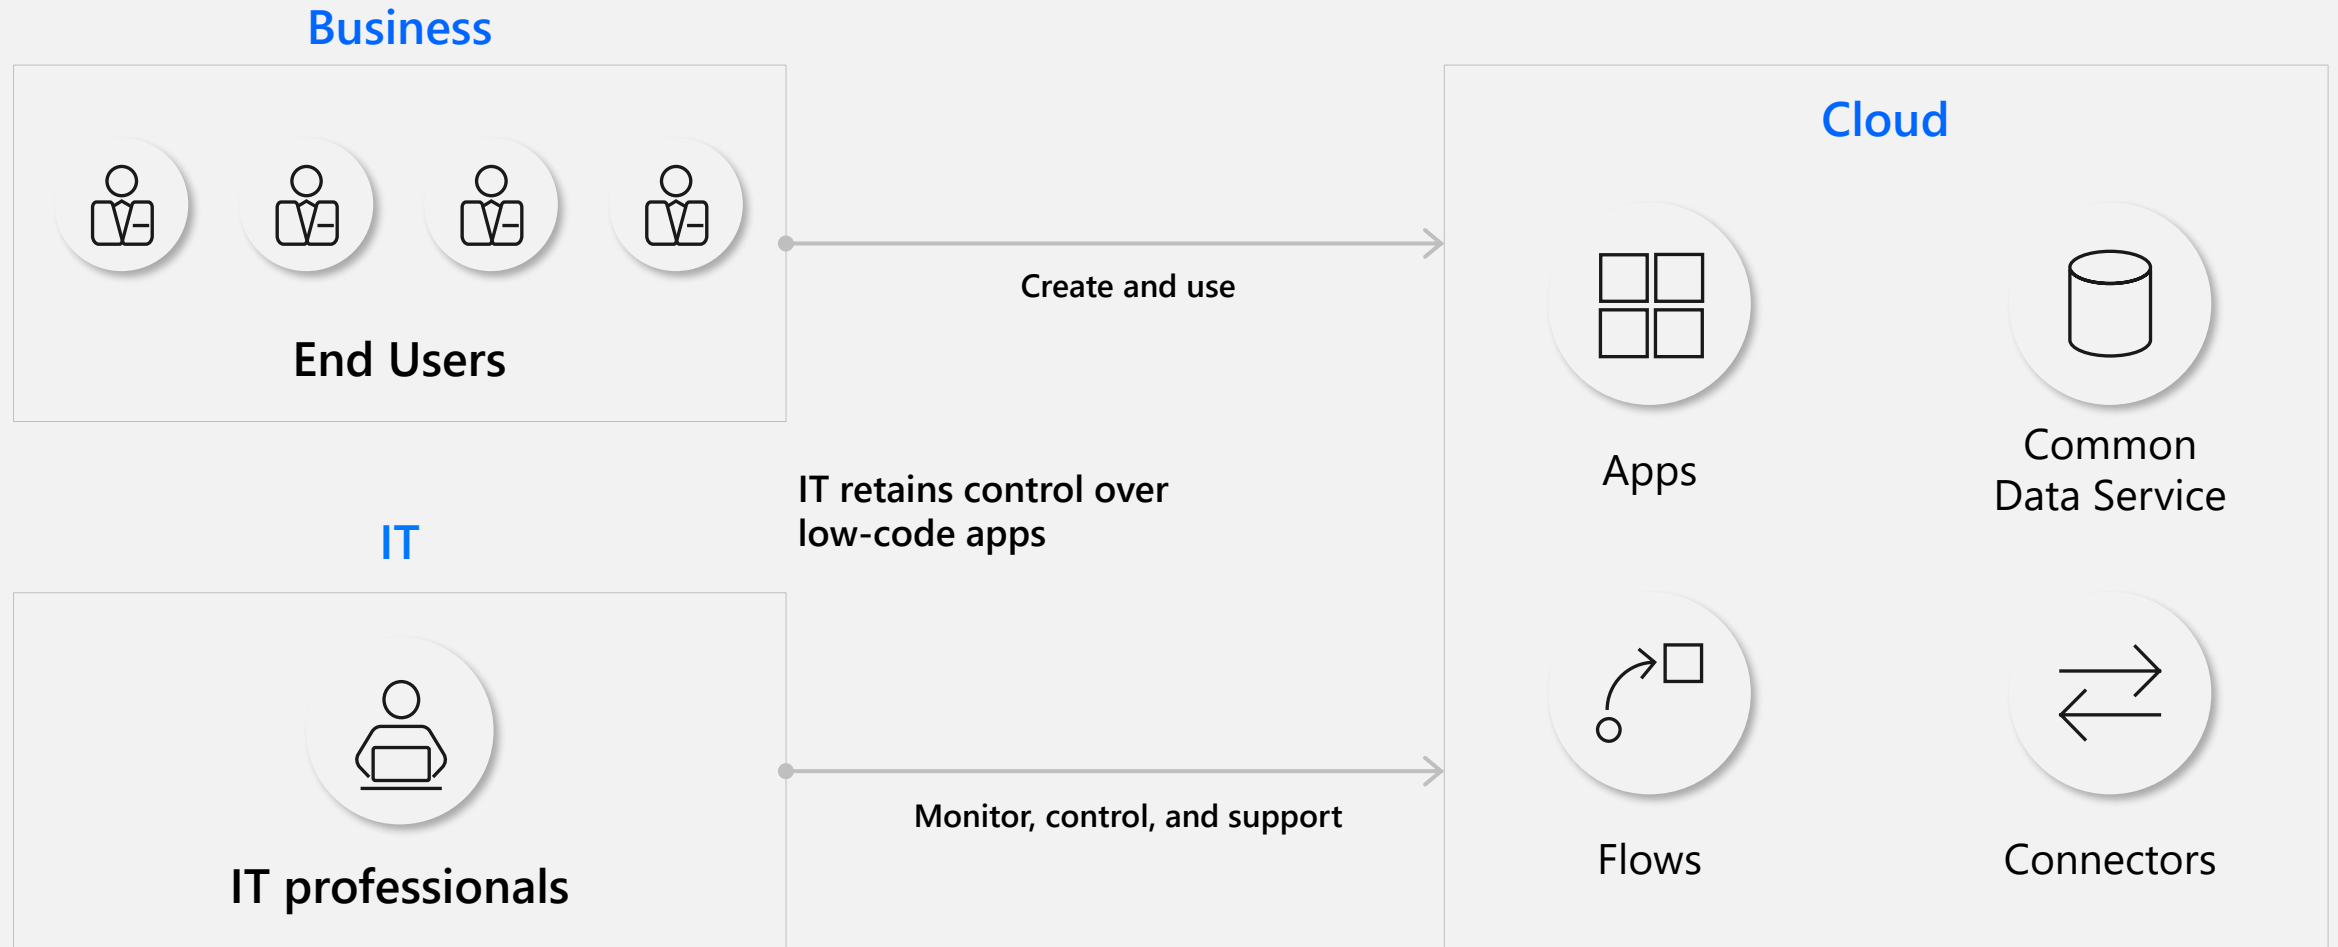 Business
End Users
Create and use
IT retains control over
low-code apps
IT
IT professionals
Monitor, control, and support
Cloud
Apps
Common
Data Service
Flows
Connectors